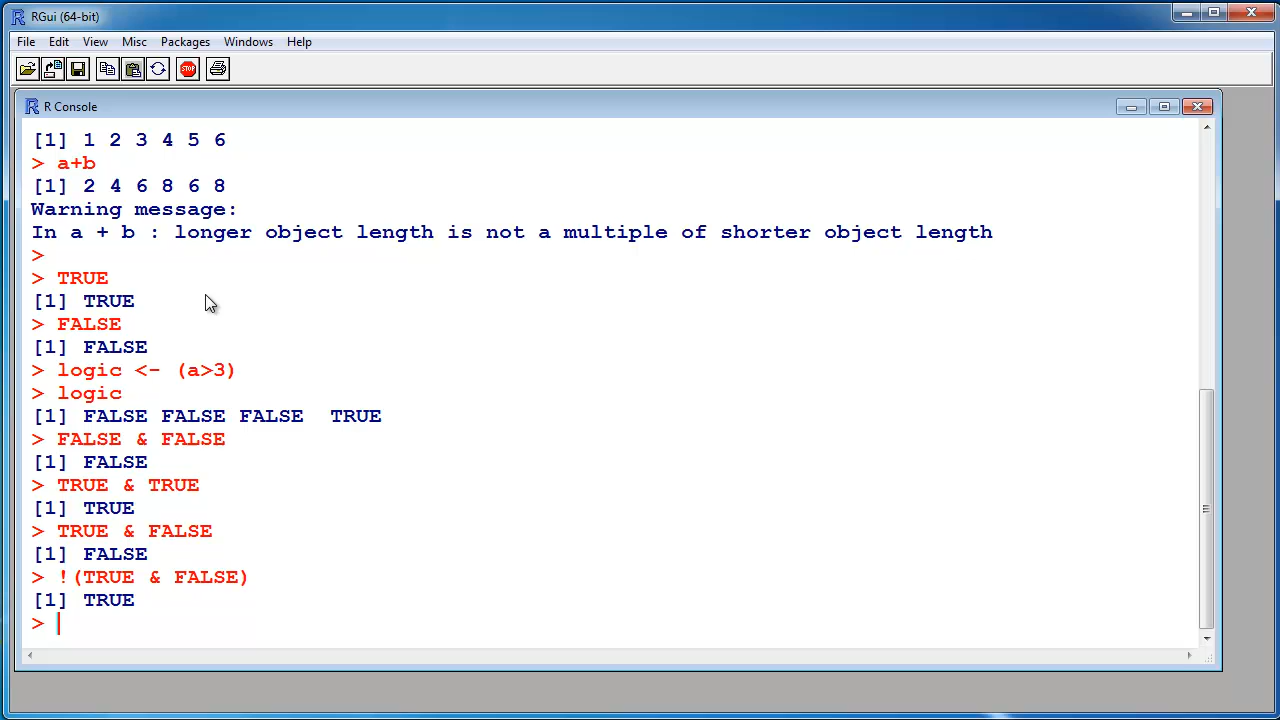 RGui (64-bit)
File Edit View Misc Packages Windows Help
STOP
R Console
[1] 1 2 3 4 5 6
> a+b
[1] 2 4 6 8 6 8
Warning message:
In a + b : longer object length is not a multiple of shorter object length
>
> TRUE
[1] TRUE
> FALSE
[1] FALSE
> logic <- (a>3)
> logic
[1] FALSE FALSE FALSE  TRUE
> FALSE & FALSE
[1] FALSE
> TRUE & TRUE
[1] TRUE
> TRUE & FALSE
[1] FALSE
> !(TRUE & FALSE)
[1] TRUE
>